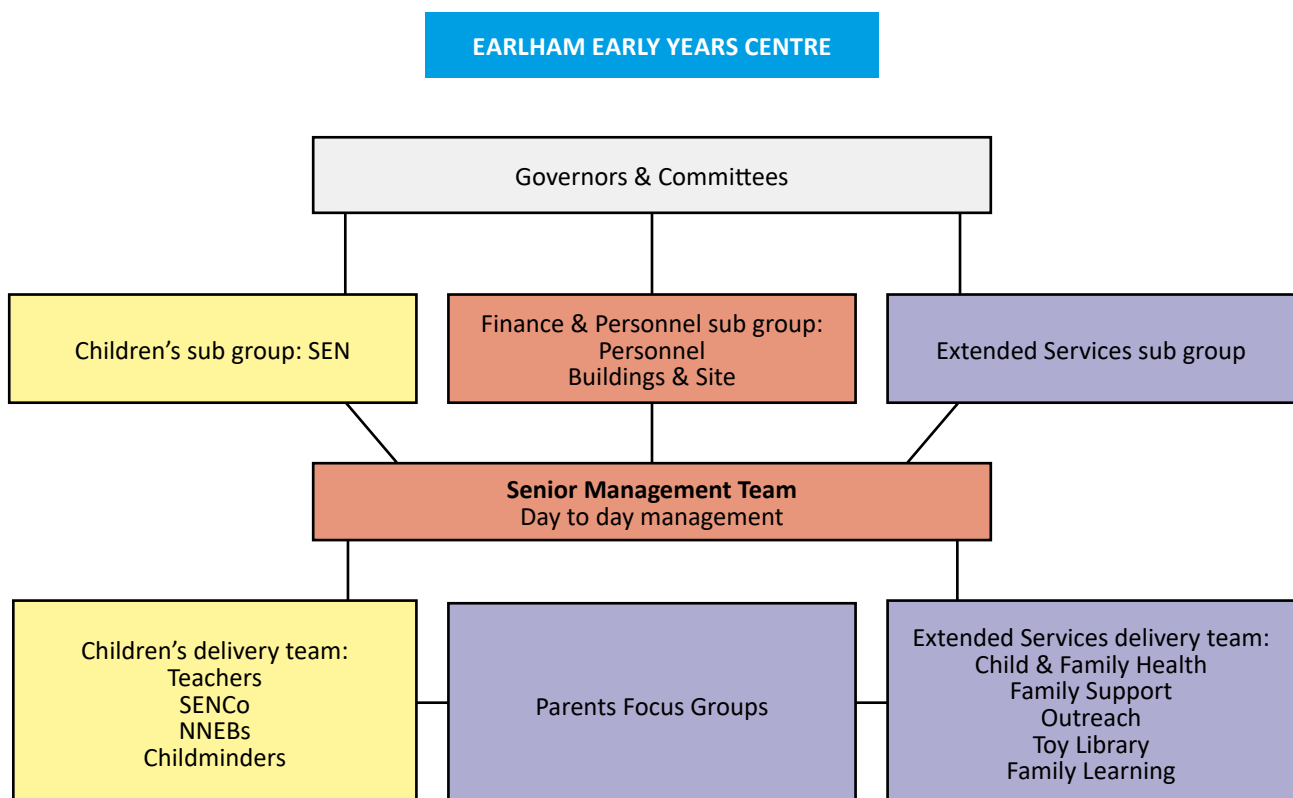 EARLHAM EARLY YEARS CENTRE
Governors & Committees
Children’s sub group: SEN
Finance & Personnel sub group:
Personnel
Buildings & Site
Extended Services sub group
Senior Management Team
Day to day management
Children’s delivery team:
Teachers
SENCo
NNEBs
Childminders
Parents Focus Groups
Extended Services delivery team:
Child & Family Health
Family Support
Outreach
Toy Library
Family Learning